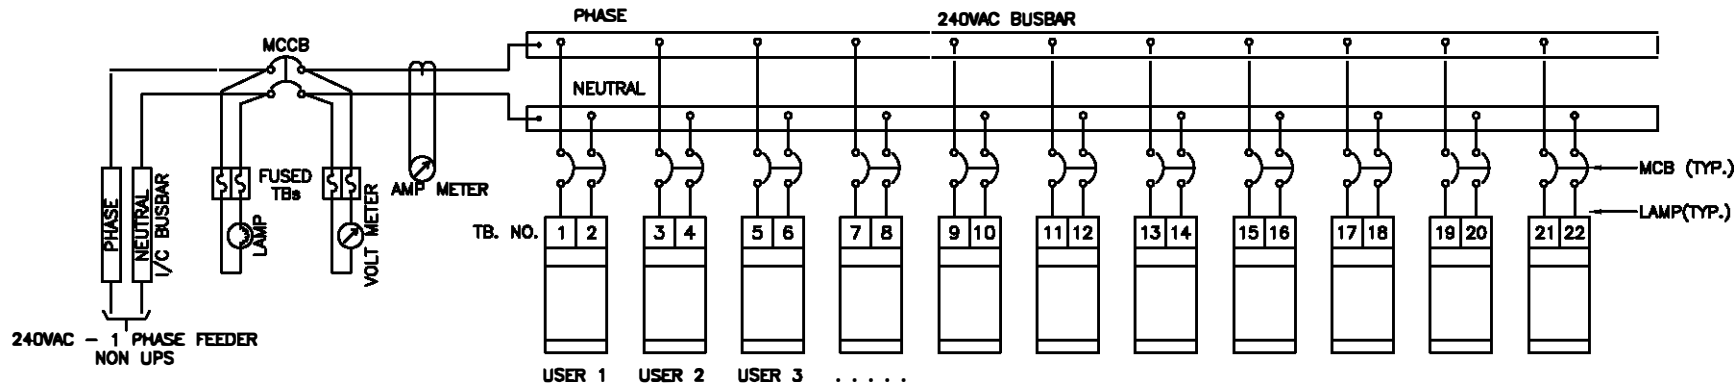 PHASE
240VAC BUSBAR
MCCB
NEUTRAL
FUSED
TBs
AMP METER
MCB (TYP.)
PHASE
NEUTRAL
I/C BUSBAR
LAMP
VOLT METER
LAMP(TYP.)
TB. NO. 1 2 3 4 5 6 7 8 9 10 11 12 13 14 15 16 17 18 19 20 21 22
240VAC - 1 PHASE FEEDER
NON UPS
USER 1 USER 2 USER 3 . . . . .